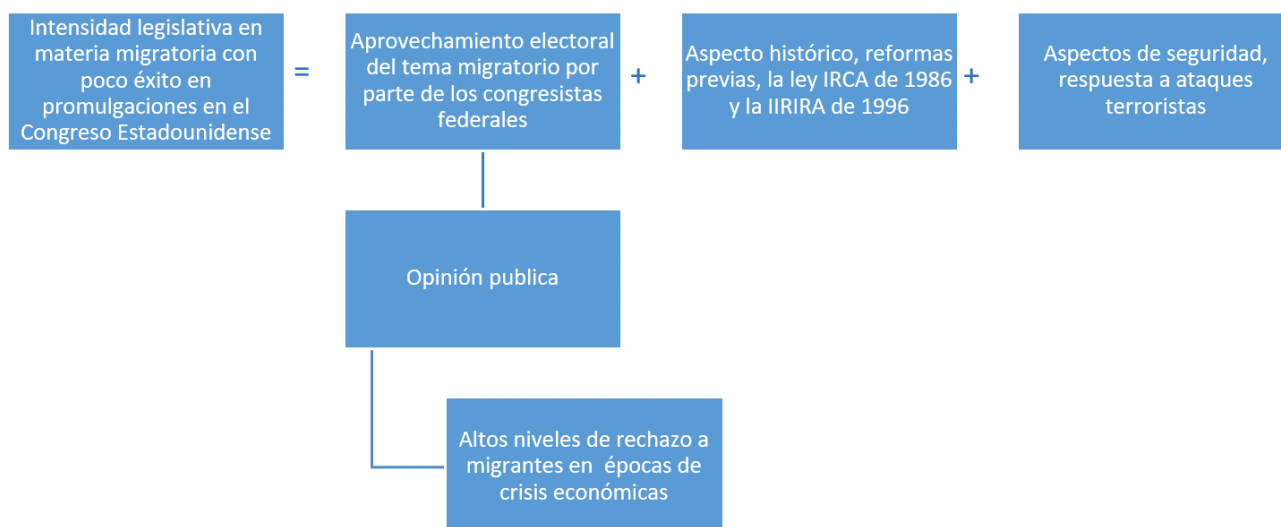 Intensidad legislativa en
materia migratoria con
poco éxito en
promulgaciones en el
Congreso Estadounidense
=
Aprovechamiento electoral
del tema migratorio por
parte de los congresistas
federales
+
Aspecto histórico, reformas
previas, la ley IRCA de 1986
y la IIRIRA de 1996
+
Aspectos de seguridad,
respuesta a ataques
terroristas
Opinión publica
Altos niveles de rechazo a
migrantes en épocas de
crisis económicas